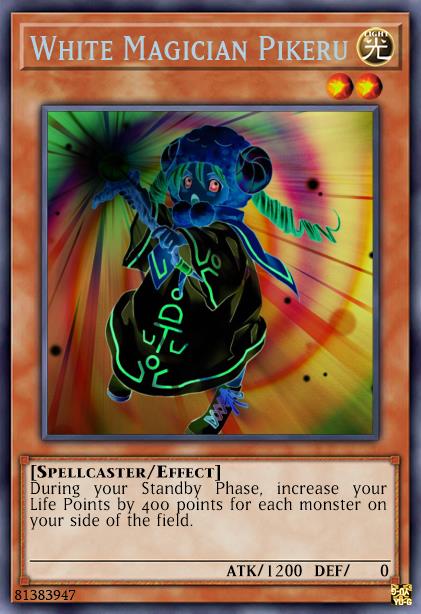 White Magician Pikeru
LIGHT
光
[Spellcaster/Effect]
During your Standby Phase, increase your
Life Points by 400 points for each monster on
your side of the field.
ATK/1200 DEF/ 0
81383947